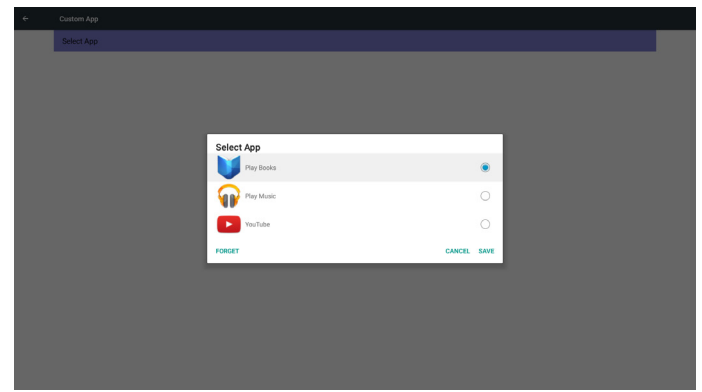 Custom App
Select App
Select App
Play Books
Play Music
YouTube
FORGET CANCEL SAVE